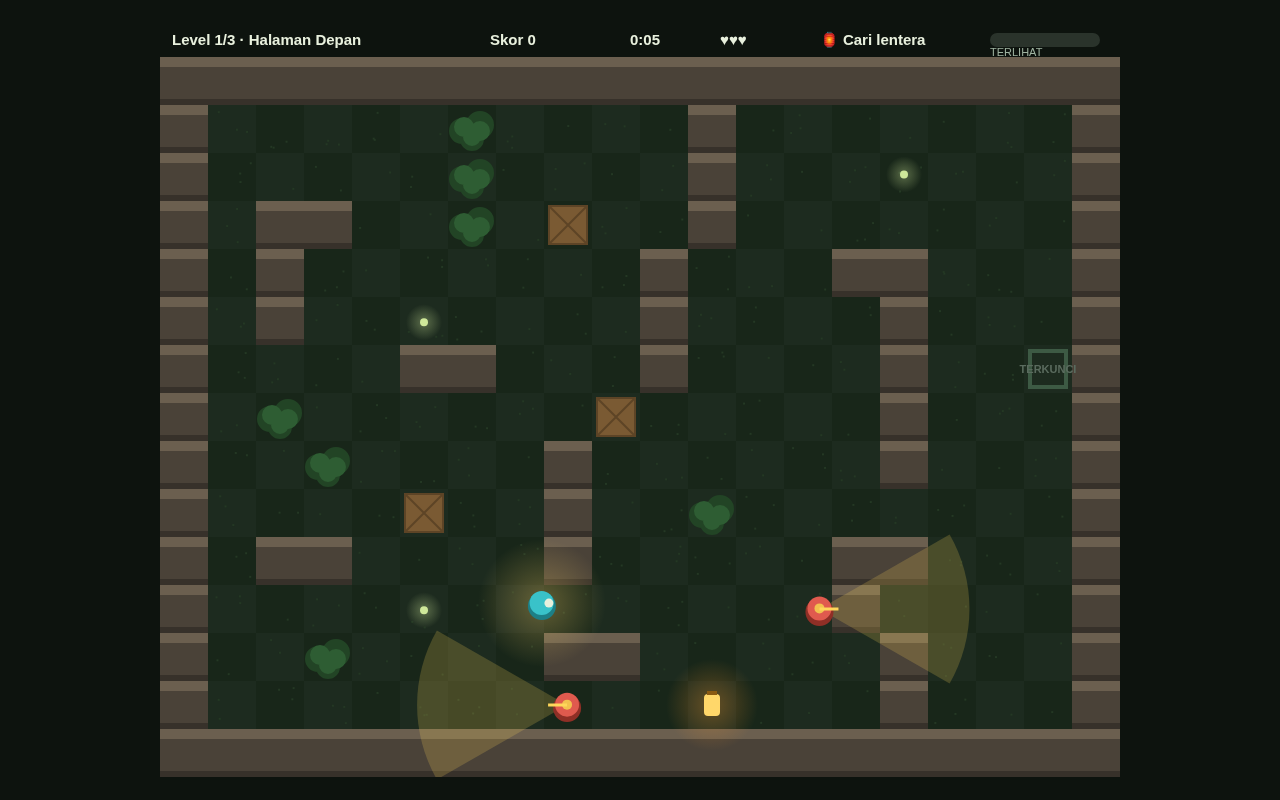 Level 1/3 · Halaman Depan
Skor 0
0:05
♥♥♥
Cari lentera
TERLIHAT
TERKUNCI